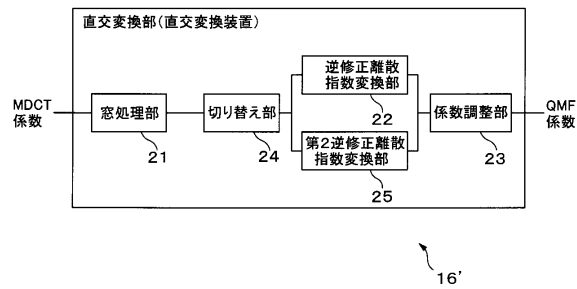 直交変換部(直交変換装置)
MDCT
係数
窓処理部
21
切り替え部
24
逆修正離散
指数変換部
22
第2逆修正離散
指数変換部
25
係数調整部
23
QMF
係数
16'